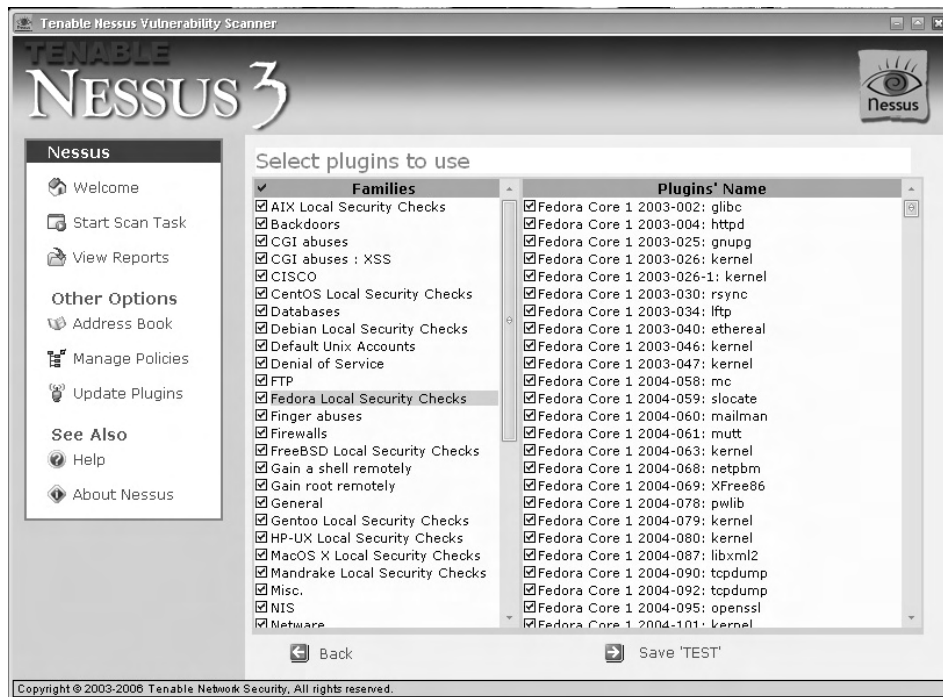 Tenable Nessus Vulnerability Scanner
TENABLE
NESSUS 3
Nessus
Nessus
Welcome
Start Scan Task
View Reports
Other Options
Address Book
Manage Policies
Update Plugins
See Also
Help
About Nessus
Select plugins to use
Families
AIX Local Security Checks
Backdoors
CGI abuses
CGI abuses : XSS
CISCO
CentOS Local Security Checks
Databases
Debian Local Security Checks
Default Unix Accounts
Denial of Service
FTP
Fedora Local Security Checks
Finger abuses
Firewalls
FreeBSD Local Security Checks
Gain a shell remotely
Gain root remotely
General
Gentoo Local Security Checks
HP-UX Local Security Checks
MacOS X Local Security Checks
Mandrake Local Security Checks
Misc.
NIS
Netware
Plugins' Name
Fedora Core 1 2003-002: glibc
Fedora Core 1 2003-004: httpd
Fedora Core 1 2003-025: gnupg
Fedora Core 1 2003-026: kernel
Fedora Core 1 2003-026-1: kernel
Fedora Core 1 2003-030: rsync
Fedora Core 1 2003-034: lftp
Fedora Core 1 2003-040: ethereal
Fedora Core 1 2003-046: kernel
Fedora Core 1 2003-047: kernel
Fedora Core 1 2004-058: mc
Fedora Core 1 2004-059: slocate
Fedora Core 1 2004-060: mailman
Fedora Core 1 2004-061: mutt
Fedora Core 1 2004-063: kernel
Fedora Core 1 2004-068: netpbm
Fedora Core 1 2004-069: XFree86
Fedora Core 1 2004-078: pwlib
Fedora Core 1 2004-079: kernel
Fedora Core 1 2004-080: kernel
Fedora Core 1 2004-087: libxml2
Fedora Core 1 2004-090: tcpdump
Fedora Core 1 2004-092: tcpdump
Fedora Core 1 2004-095: openssl
Fedora Core 1 2004-101: kernel
Back
Save 'TEST'
Copyright © 2003-2006 Tenable Network Security, All rights reserved.